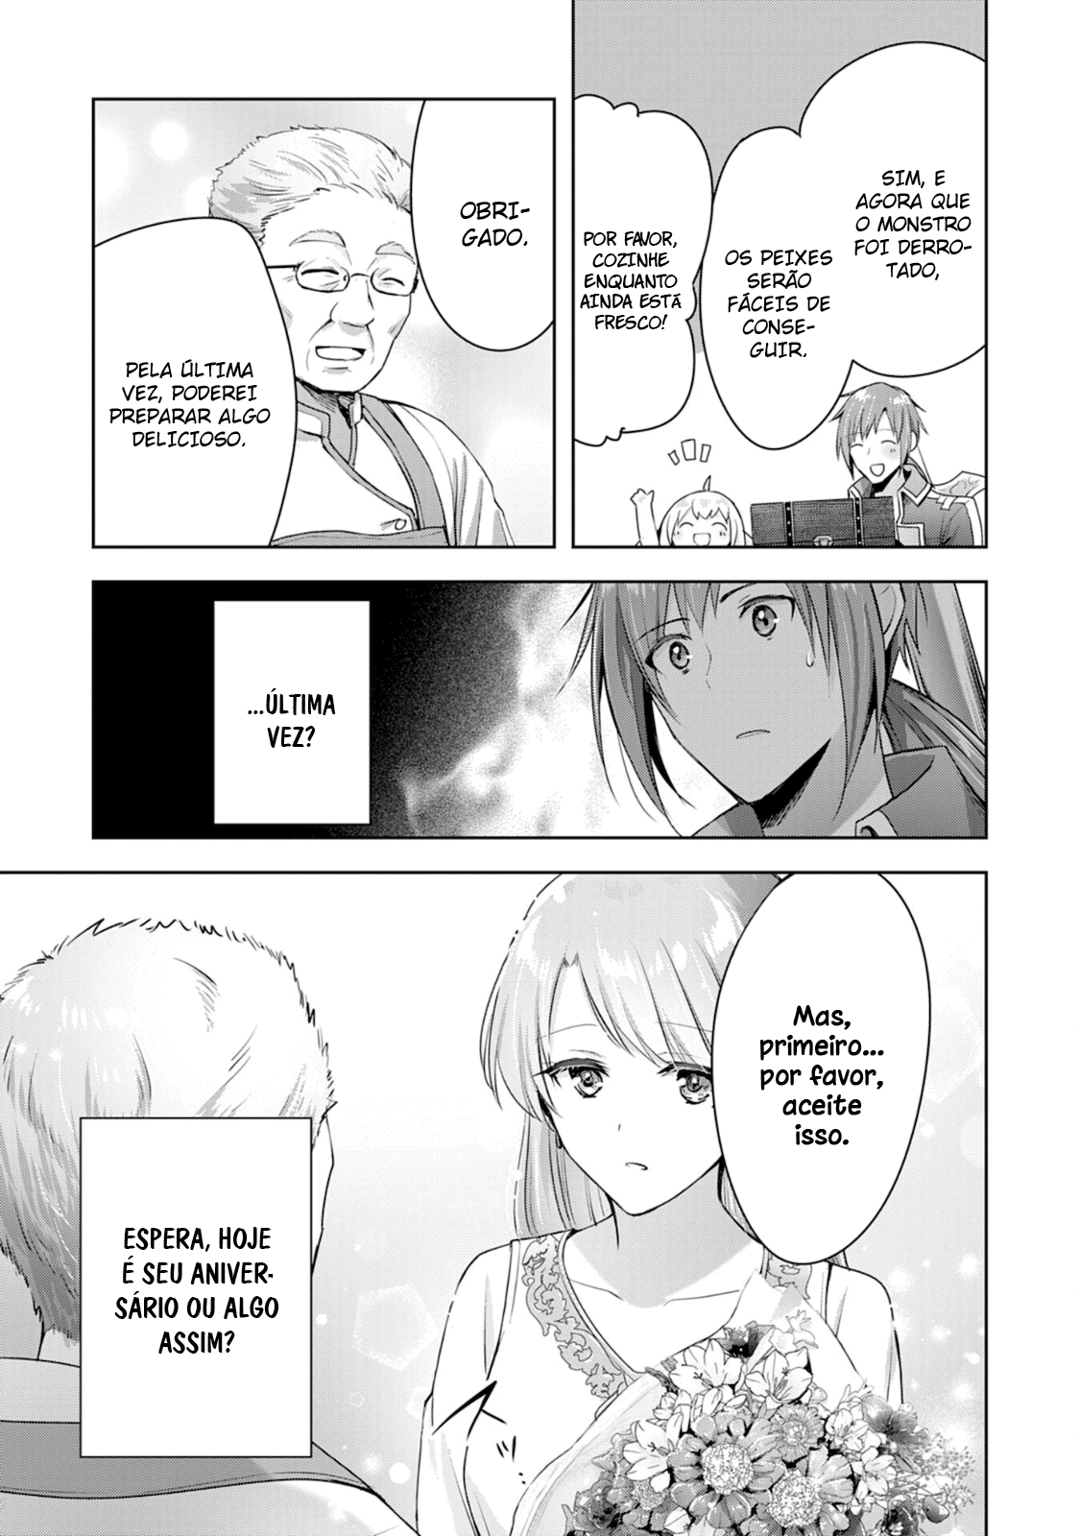 SIM, E
AGORA QUE
O MONSTRO
FOI DERRO-
TADO,
OS PEIXES
SERÃO
FÁCEIS DE
CONSE-
GUIR.
POR FAVOR,
COZINHE
ENQUANTO
AINDA ESTÁ
FRESCO!
OBRI-
GADO.
PELA ÚLTIMA
VEZ, PODEREI
PREPARAR ALGO
DELICIOSO.
...ÚLTIMA
VEZ?
Mas,
primeiro...
por favor,
aceite
isso.
ESPERA, HOJE
É SEU ANIVER-
SÁRIO OU ALGO
ASSIM?